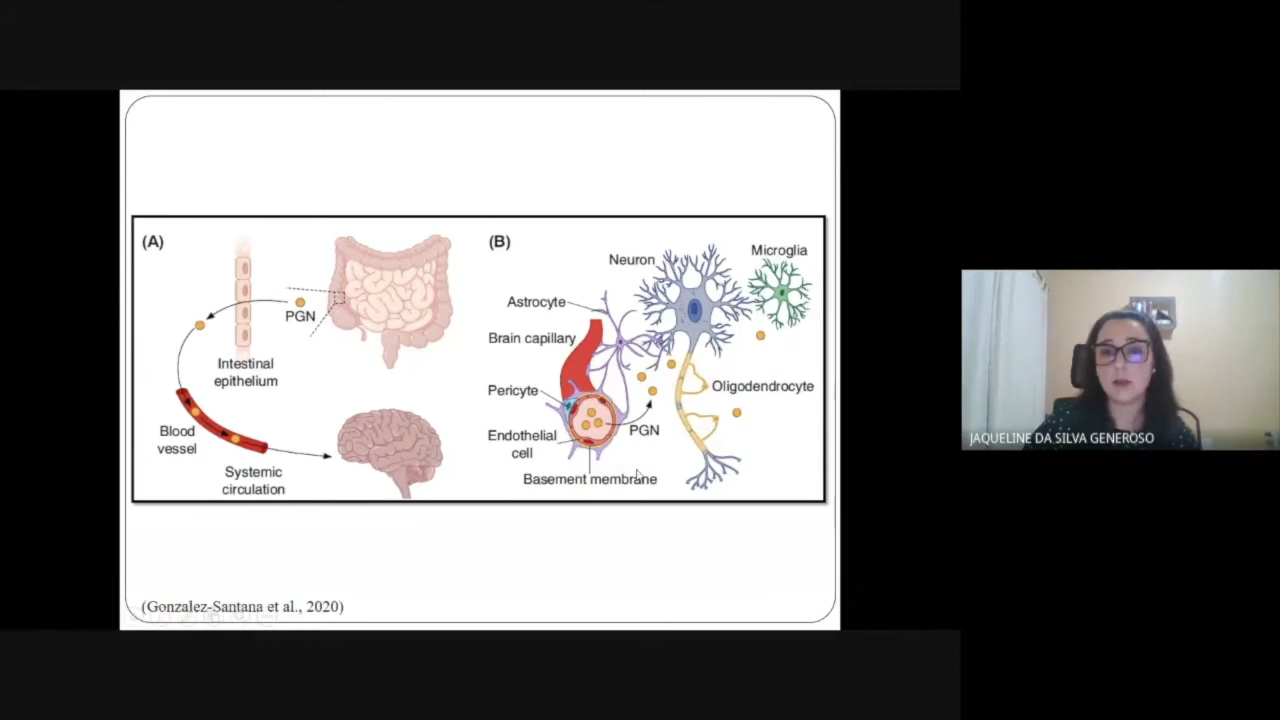 (A)
PGN
Intestinal
epithelium
Blood
vessel
Systemic
circulation
(B)
Neuron
Microglia
Astrocyte
Brain capillary
Pericyte
Oligodendrocyte
Endothelial
cell
PGN
Basement membrane
(Gonzalez-Santana et al., 2020)
JAQUELINE DA SILVA GENEROSO